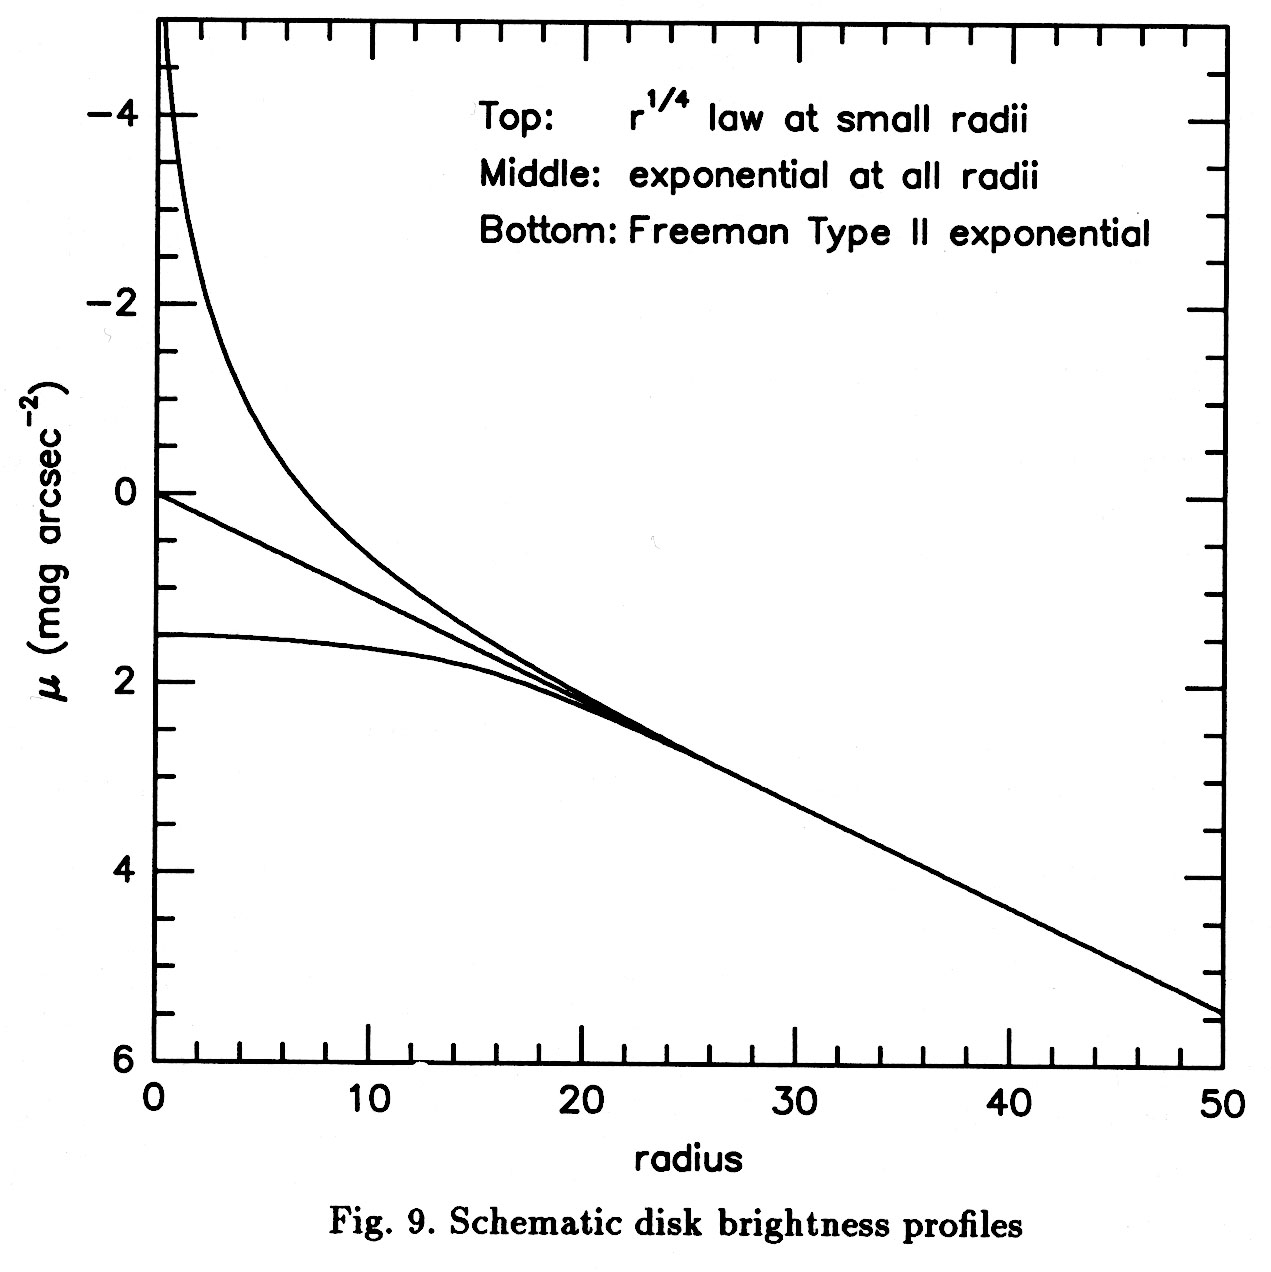 Top: r^1/4 law at small radii
Middle: exponential at all radii
Bottom: Freeman Type II exponential
−4
−2
0
2
4
6
μ (mag arcsec^−2)
0 10 20 30 40 50
radius
Fig. 9. Schematic disk brightness profiles